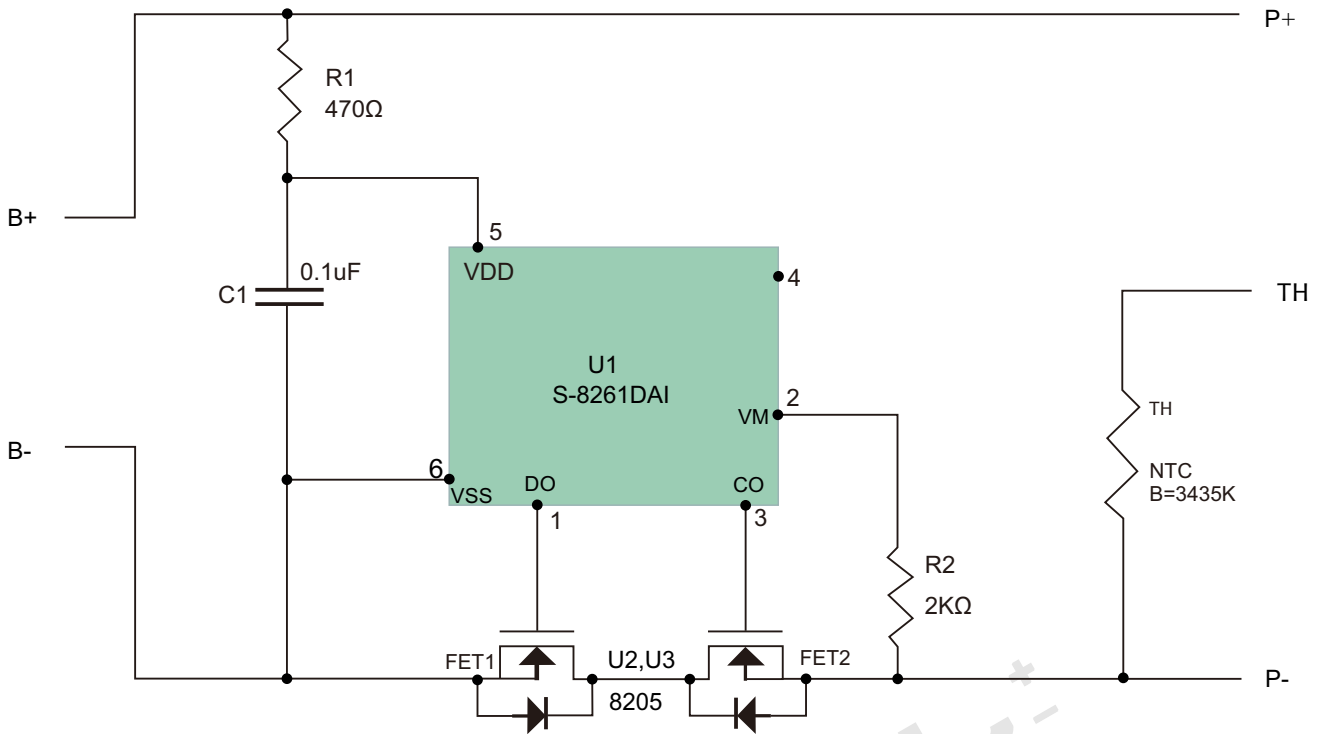 P+
R1
470Ω
B+
5
VDD
4
0.1uF
C1
TH
U1
S-8261DAI
2
VM
TH
B-
6
VSS
DO
CO
NTC
B=3435K
1
3
R2
2KΩ
FET1
U2,U3
FET2
8205
P-